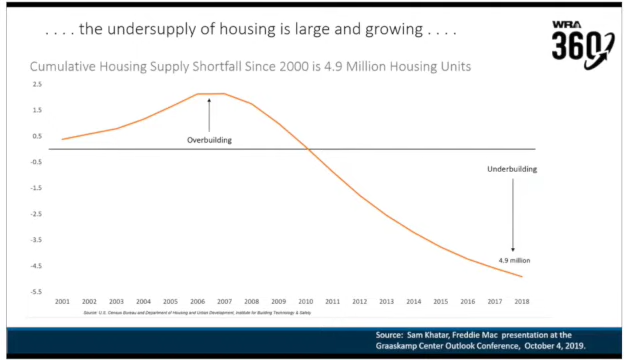 . . . . the undersupply of housing is large and growing . . . .
WRA
360
Cumulative Housing Supply Shortfall Since 2000 is 4.9 Million Housing Units
2.5
1.5
0.5
-0.5
-1.5
-2.5
-3.5
-4.5
-5.5
Overbuilding
Underbuilding
4.9 million
2001 2002 2003 2004 2005 2006 2007 2008 2009 2010 2011 2012 2013 2014 2015 2016 2017 2018
Source: U.S. Census Bureau and Department of Housing and Urban Development, Institute for Building Technology & Safety
Source: Sam Khatar, Freddie Mac presentation at the
Graaskamp Center Outlook Conference, October 4, 2019.